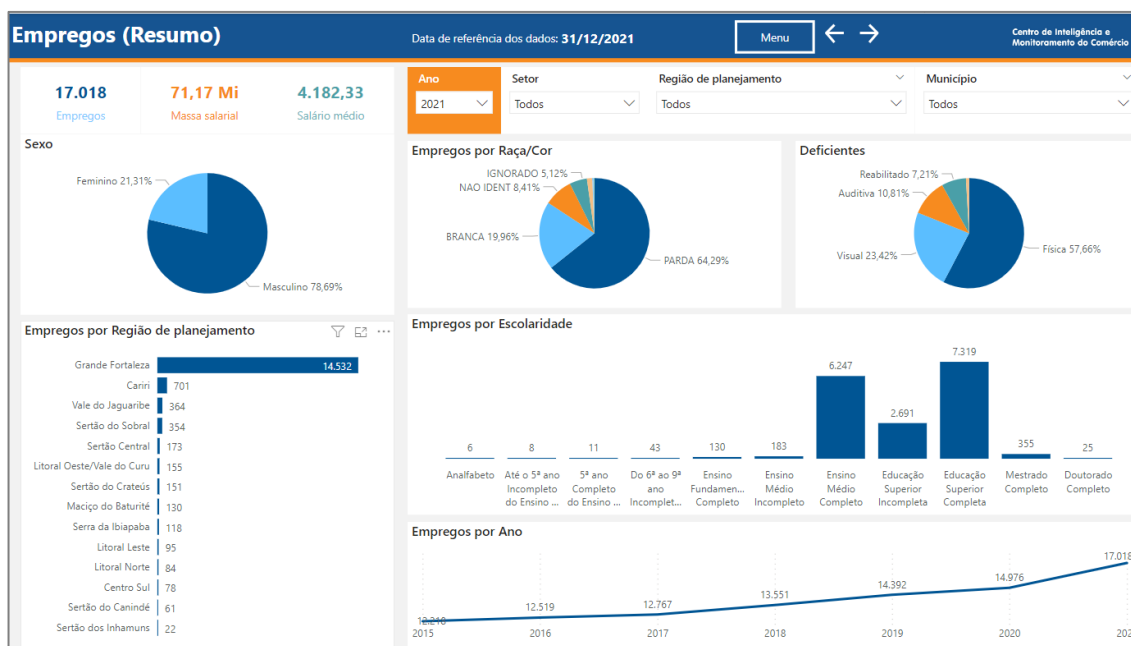 Empregos (Resumo)
Data de referência dos dados: 31/12/2021
Menu
Centro de Inteligência e
Monitoramento do Comércio
17.018
Empregos
71,17 Mi
Massa salarial
4.182,33
Salário médio
Ano
2021
Setor
Todos
Região de planejamento
Todos
Município
Todos
Sexo
Feminino 21,31%
Masculino 78,69%
Empregos por Raça/Cor
IGNORADO 5,12%
NAO IDENT 8,41%
BRANCA 19,96%
PARDA 64,29%
Deficientes
Reabilitado 7,21%
Auditiva 10,81%
Visual 23,42%
Física 57,66%
Empregos por Região de planejamento
Grande Fortaleza 14.532
Cariri 701
Vale do Jaguaribe 364
Sertão do Sobral 354
Sertão Central 173
Litoral Oeste/Vale do Curu 155
Sertão do Crateús 151
Maciço do Baturité 130
Serra da Ibiapaba 118
Litoral Leste 95
Litoral Norte 84
Centro Sul 78
Sertão do Canindé 61
Sertão dos Inhamuns 22
Empregos por Escolaridade
6 8 11 43 130 183 6.247 2.691 7.319 355 25
Analfabeto
Até o 5ª ano
Incompleto
do Ensino ...
5ª ano
Completo
do Ensino ...
Do 6ª ao 9ª
ano
Incomplet...
Ensino
Fundamen...
Completo
Ensino
Médio
Incompleto
Ensino
Médio
Completo
Educação
Superior
Incompleta
Educação
Superior
Completa
Mestrado
Completo
Doutorado
Completo
Empregos por Ano
12.519 12.767 13.551 14.392 14.976 17.018
2015 2016 2017 2018 2019 2020